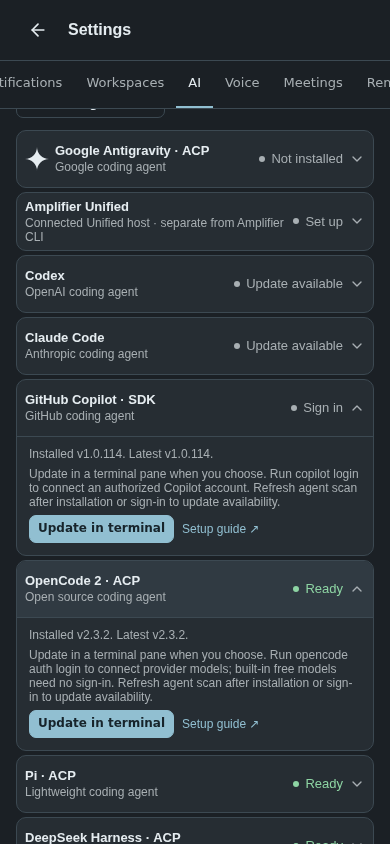 Settings
tifications Workspaces AI Voice Meetings Ren
Google Antigravity · ACP
Google coding agent
Not installed
Amplifier Unified
Connected Unified host · separate from Amplifier CLI
Set up
Codex
OpenAI coding agent
Update available
Claude Code
Anthropic coding agent
Update available
GitHub Copilot · SDK
GitHub coding agent
Sign in
Installed v1.0.114. Latest v1.0.114.
Update in a terminal pane when you choose. Run copilot login
to connect an authorized Copilot account. Refresh agent scan
after installation or sign-in to update availability.
Update in terminal Setup guide ↗
OpenCode 2 · ACP
Open source coding agent
Ready
Installed v2.3.2. Latest v2.3.2.
Update in a terminal pane when you choose. Run opencode
auth login to connect provider models; built-in free models
need no sign-in. Refresh agent scan after installation or sign-
in to update availability.
Update in terminal Setup guide ↗
Pi · ACP
Lightweight coding agent
Ready
DeepSeek Harness · ACP
Ready